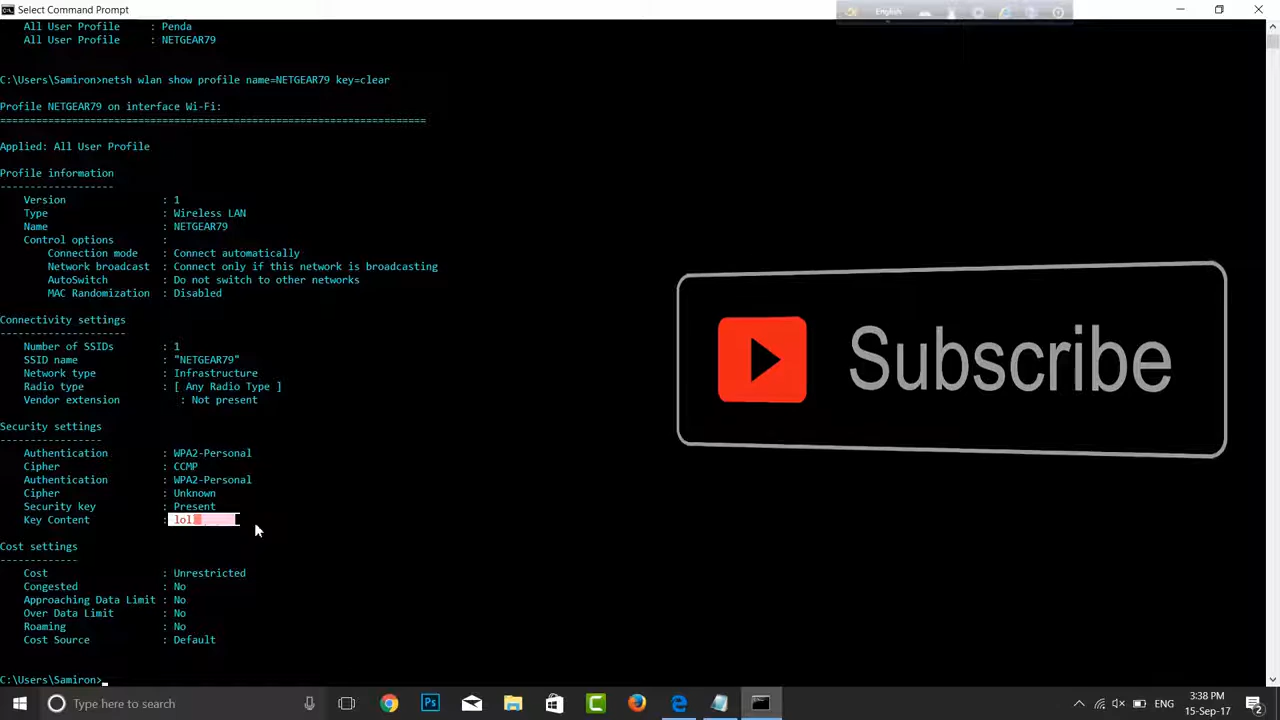 Select Command Prompt
English
All User Profile : Penda
All User Profile : NETGEAR79
C:\Users\Samiron>netsh wlan show profile name=NETGEAR79 key=clear
Profile NETGEAR79 on interface Wi-Fi:
=======================================================================
Applied: All User Profile
Profile information
-------------------
Version : 1
Type : Wireless LAN
Name : NETGEAR79
Control options :
Connection mode : Connect automatically
Network broadcast : Connect only if this network is broadcasting
AutoSwitch : Do not switch to other networks
MAC Randomization : Disabled
Connectivity settings
---------------------
Number of SSIDs : 1
SSID name : "NETGEAR79"
Network type : Infrastructure
Radio type : [ Any Radio Type ]
Vendor extension : Not present
Security settings
-----------------
Authentication : WPA2-Personal
Cipher : CCMP
Authentication : WPA2-Personal
Cipher : Unknown
Security key : Present
Key Content :
Cost settings
-------------
Cost : Unrestricted
Congested : No
Approaching Data Limit : No
Over Data Limit : No
Roaming : No
Cost Source : Default
C:\Users\Samiron>
Subscribe
Type here to search
ENG
3:38 PM
15-Sep-17
2